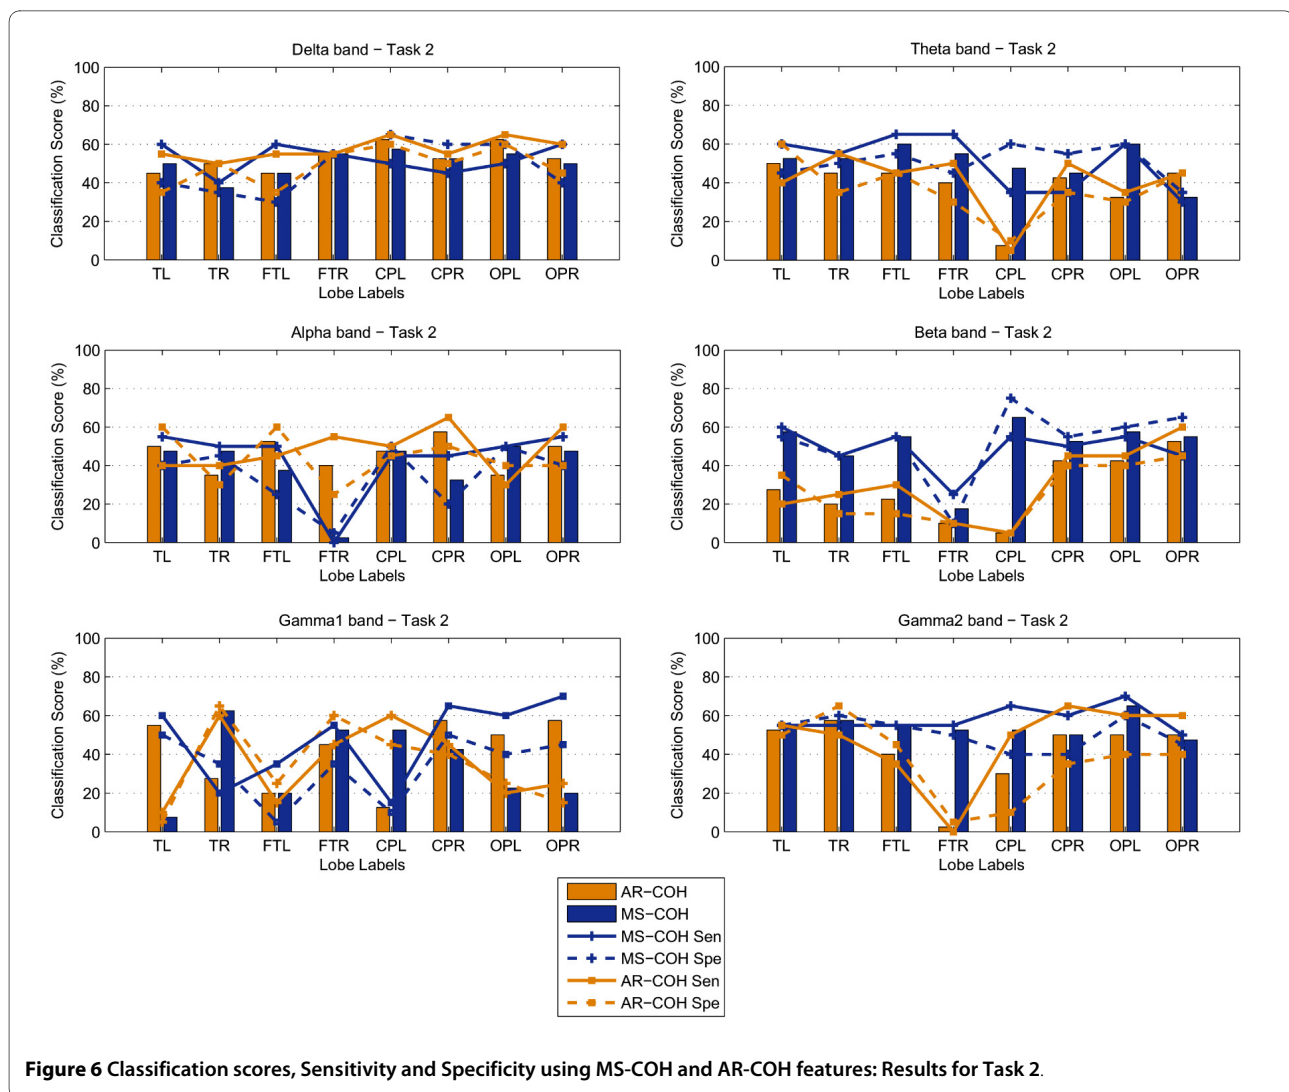 Delta band − Task 2
Classification Score (%)
100
80
60
40
20
0
TL TR FTL FTR CPL CPR OPL OPR
Lobe Labels
Theta band − Task 2
Classification Score (%)
100
80
60
40
20
0
TL TR FTL FTR CPL CPR OPL OPR
Lobe Labels
Alpha band − Task 2
Classification Score (%)
100
80
60
40
20
0
TL TR FTL FTR CPL CPR OPL OPR
Lobe Labels
Beta band − Task 2
Classification Score (%)
100
80
60
40
20
0
TL TR FTL FTR CPL CPR OPL OPR
Lobe Labels
Gamma1 band − Task 2
Classification Score (%)
100
80
60
40
20
0
TL TR FTL FTR CPL CPR OPL OPR
Lobe Labels
Gamma2 band − Task 2
Classification Score (%)
100
80
60
40
20
0
TL TR FTL FTR CPL CPR OPL OPR
Lobe Labels
AR−COH
MS−COH
MS−COH Sen
MS−COH Spe
AR−COH Sen
AR−COH Spe
Figure 6 Classification scores, Sensitivity and Specificity using MS-COH and AR-COH features: Results for Task 2.